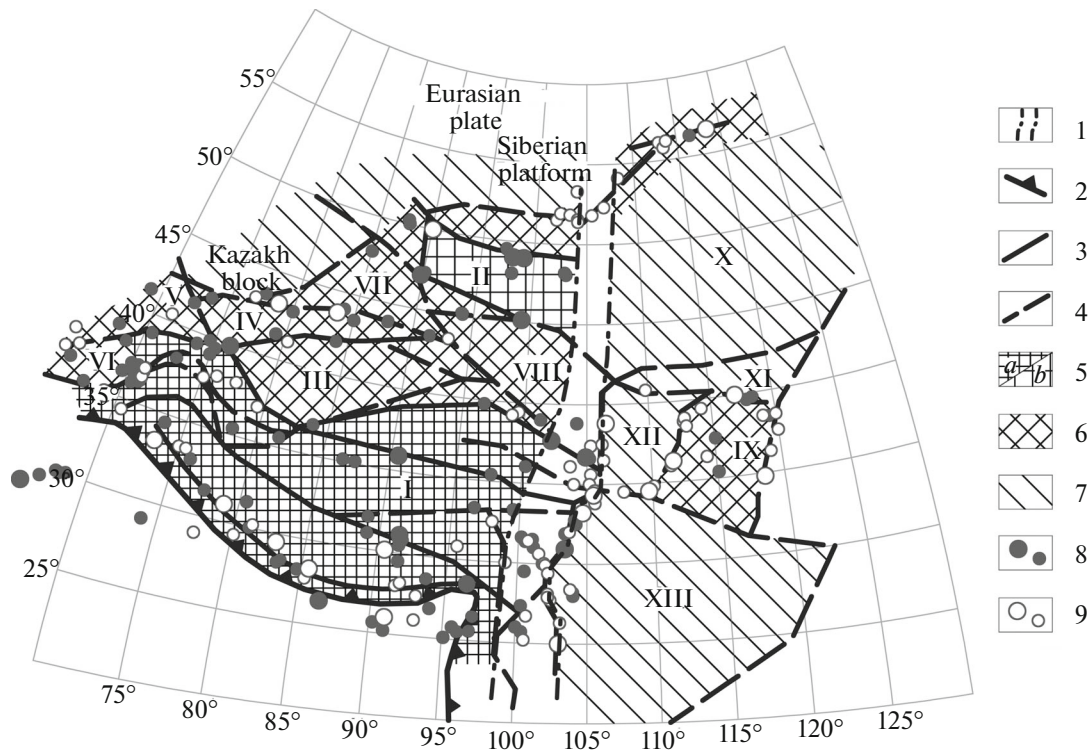 55°
Eurasian
plate
50°
Siberian
platform
45°
Kazakh
block
40°
35°
30°
25°
V
IV
VI
VII
II
III
VIII
I
X
XI
XII
IX
XIII
75°
80°
85°
90°
95°
100°
105°
110°
115°
120°
125°
1
2
3
4
a b 5
6
7
8
9